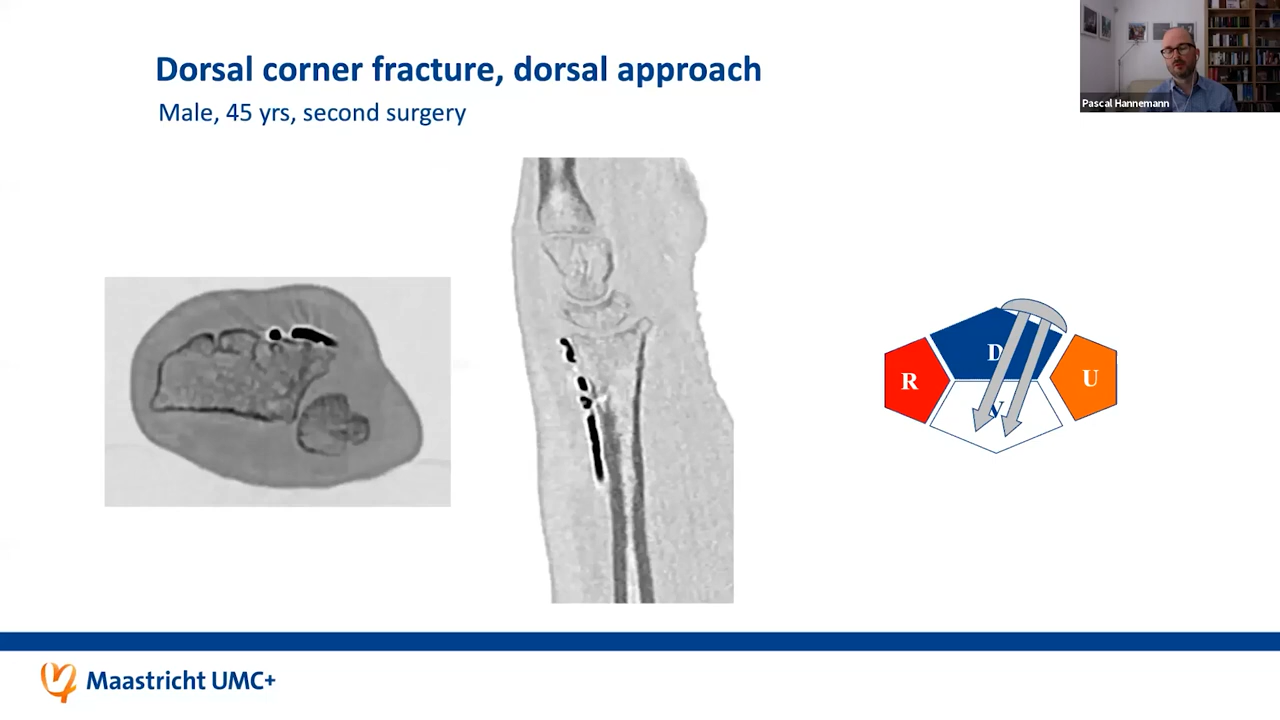 Dorsal corner fracture, dorsal approach
Male, 45 yrs, second surgery
Pascal Hannemann
D
R
U
V
Maastricht UMC+